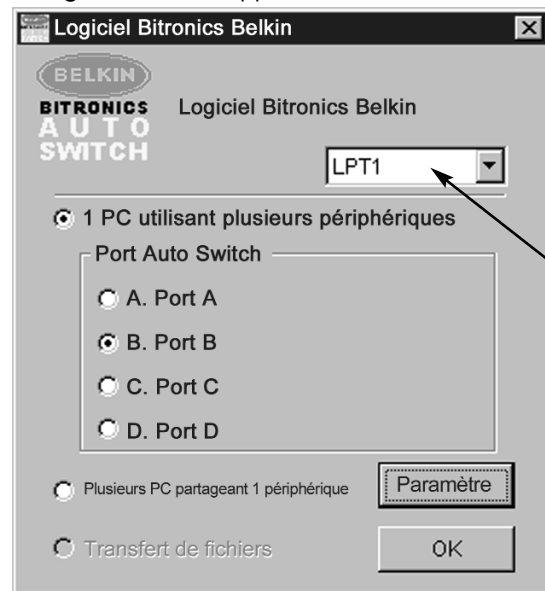 Logiciel Bitronics Belkin
BELKIN
BITRONICS
AUTO
SWITCH
Logiciel Bitronics Belkin
LPT1
1 PC utilisant plusieurs périphériques
Port Auto Switch
A. Port A
B. Port B
C. Port C
D. Port D
Plusieurs PC partageant 1 périphérique
Paramètre
Transfert de fichiers
OK